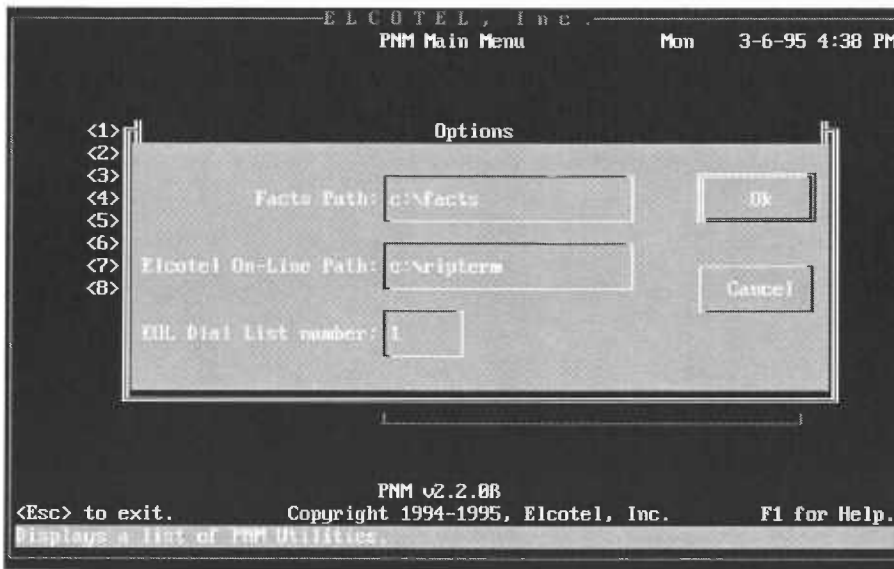 ELCOTEL, Inc.
PNM Main Menu Mon 3-6-95 4:38 PM
<1> Options
<2>
<3>
<4> Facts Path: c:\facts Ok
<5>
<6>
<7> Elcotel On-Line Path: c:\ripterm
<8> Cancel
EOL Dial List number: 1
PNM v2.2.0B
<Esc> to exit. Copyright 1994-1995, Elcotel, Inc. F1 for Help.
Displays a list of PNM Utilities.